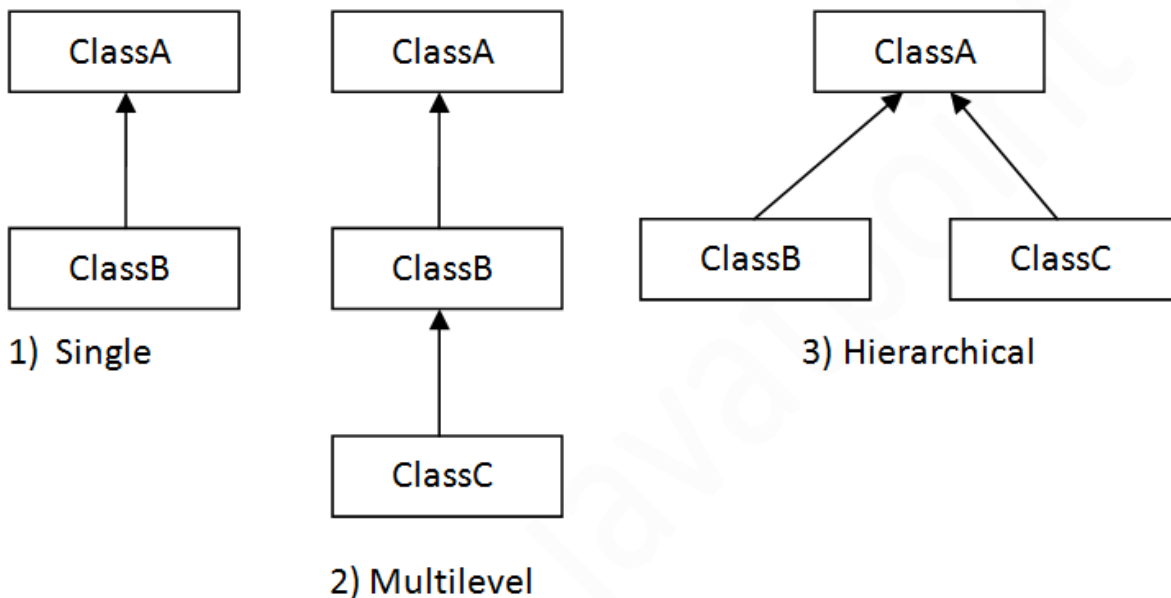 ClassA
ClassB
1) Single
ClassA
ClassB
ClassC
2) Multilevel
ClassA
ClassB
ClassC
3) Hierarchical